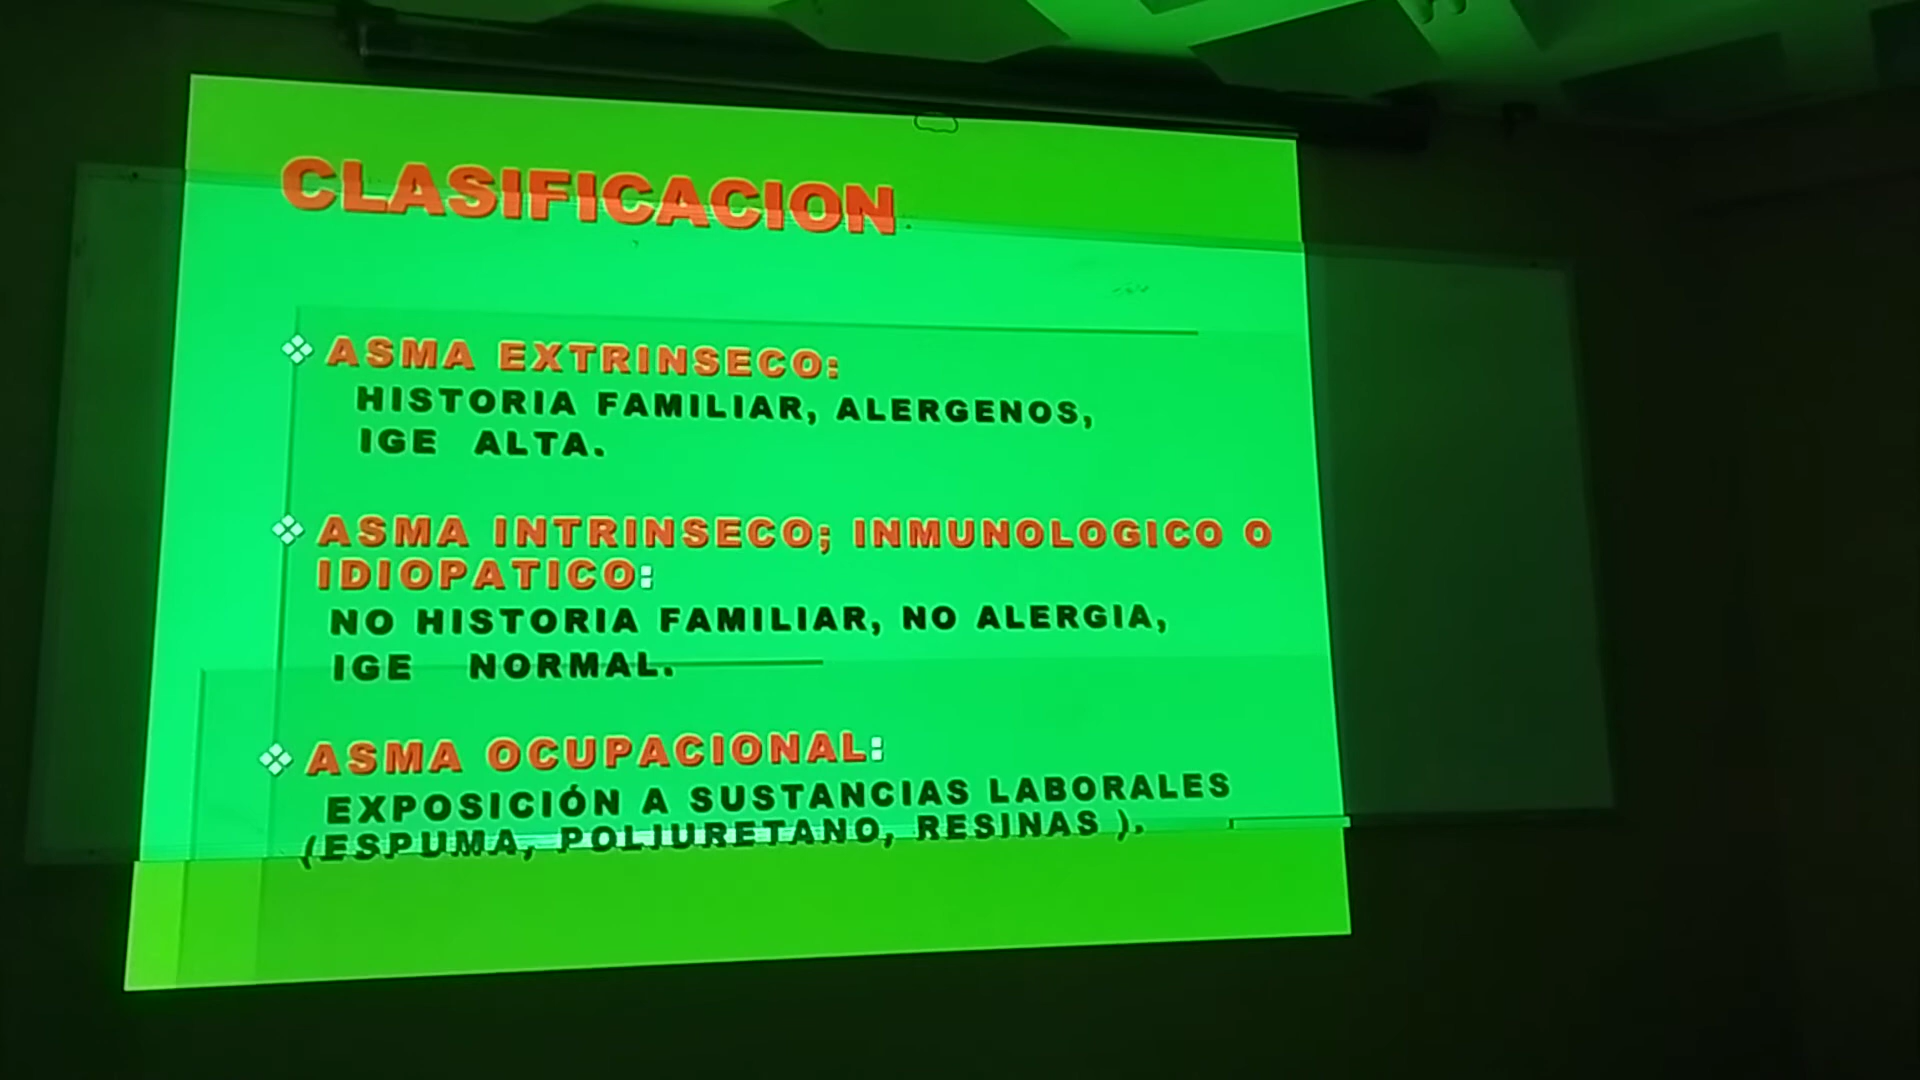 CLASIFICACION
ASMA EXTRINSECO:
HISTORIA FAMILIAR, ALERGENOS,
IGE ALTA.
ASMA INTRINSECO; INMUNOLOGICO O
IDIOPATICO:
NO HISTORIA FAMILIAR, NO ALERGIA,
IGE NORMAL.
ASMA OCUPACIONAL:
EXPOSICIÓN A SUSTANCIAS LABORALES
(ESPUMA, POLIURETANO, RESINAS ).